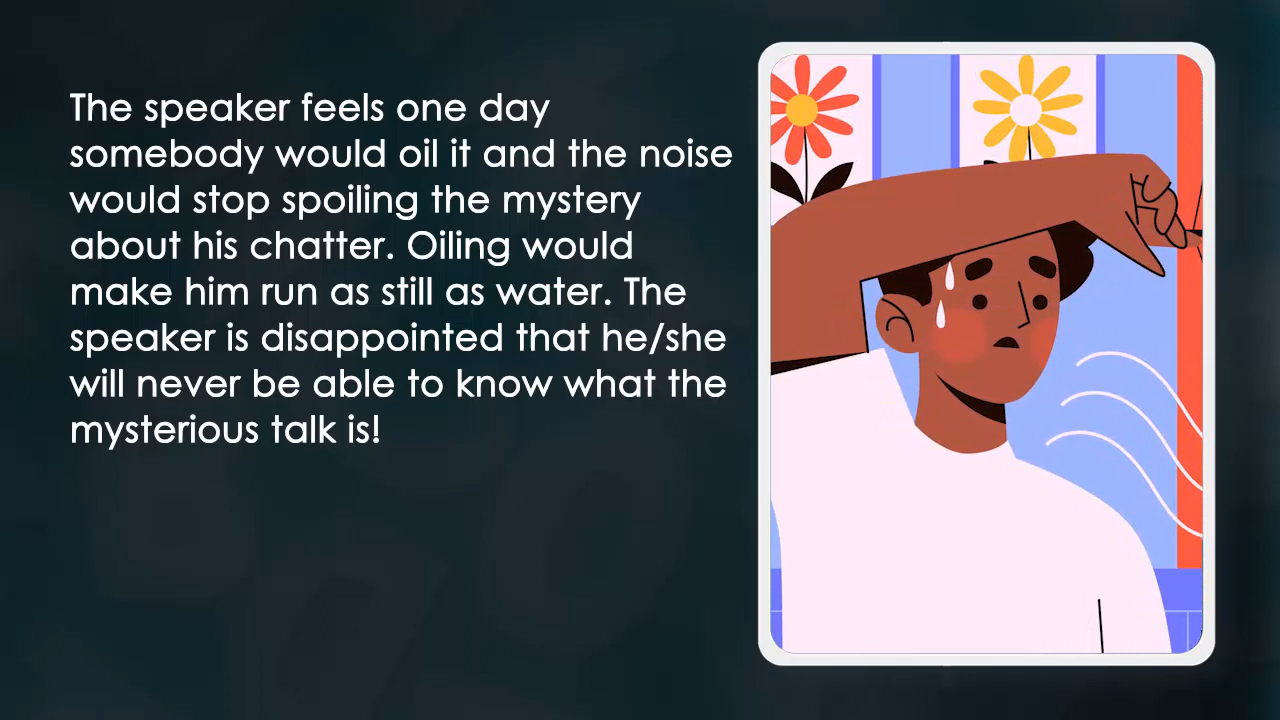 The speaker feels one day
somebody would oil it and the noise
would stop spoiling the mystery
about his chatter. Oiling would
make him run as still as water. The
speaker is disappointed that he/she
will never be able to know what the
mysterious talk is!